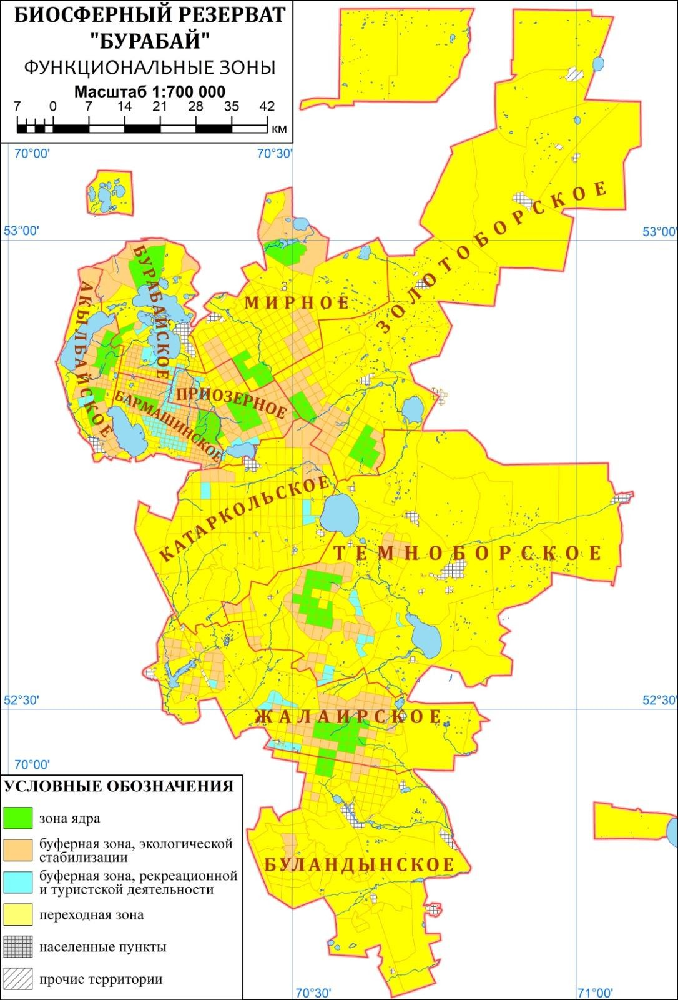 БИОСФЕРНЫЙ РЕЗЕРВАТ
"БУРАБАЙ"
ФУНКЦИОНАЛЬНЫЕ ЗОНЫ
Масштаб 1:700 000
7 0 7 14 21 28 35 42
км
70°00' 70°30'
53°00' 53°00'
ЗОЛОТОБОРСКОЕ
БУРАБАЙСКОЕ
АКЫЛБАЙСКОЕ
МИРНОЕ
ПРИОЗЕРНОЕ
БАРМАШИНСКОЕ
КАТАРКОЛЬСКОЕ
ТЕМНОБОРСКОЕ
52°30' 52°30'
ЖАЛАИРСКОЕ
70°00'
БУЛАНДЫНСКОЕ
УСЛОВНЫЕ ОБОЗНАЧЕНИЯ
зона ядра
буферная зона, экологической
стабилизации
буферная зона, рекреационной
и туристской деятельности
переходная зона
населенные пункты
прочие территории
70°30' 71°00'